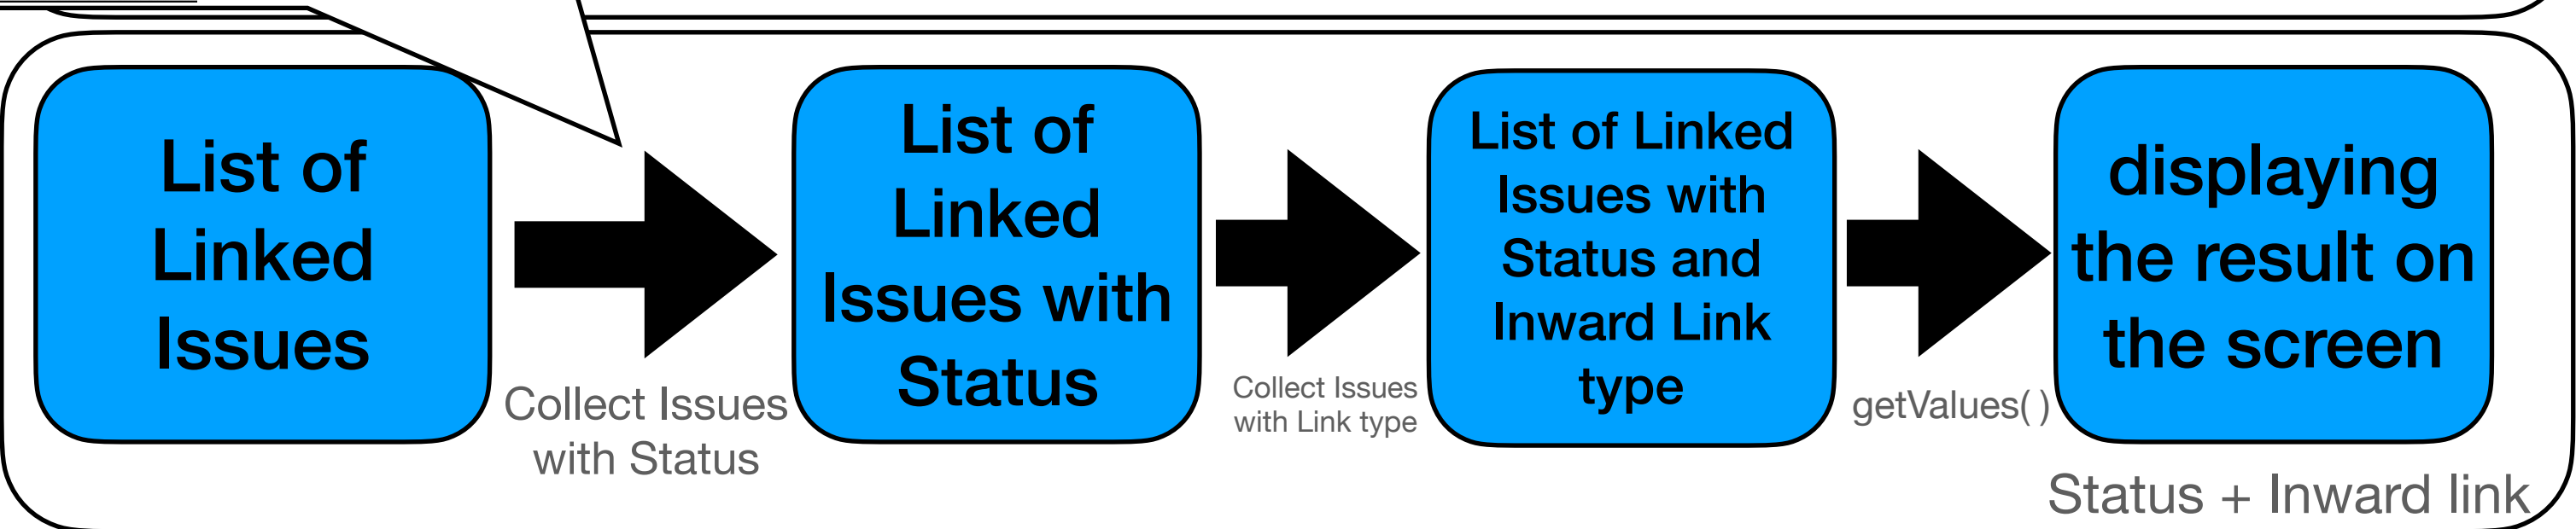 List of
Linked
Issues
Collect Issues
with Status
List of
Linked
Issues with
Status
Collect Issues
with Link type
List of Linked
Issues with
Status and
Inward Link
type
getValues( )
displaying
the result on
the screen
Status + Inward link